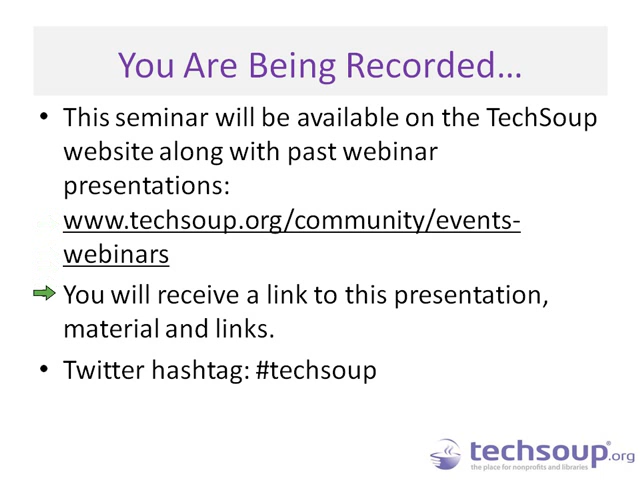 You Are Being Recorded…
• This seminar will be available on the TechSoup
website along with past webinar
presentations:
www.techsoup.org/community/events-
webinars
You will receive a link to this presentation,
material and links.
• Twitter hashtag: #techsoup
techsoup®.org
the place for nonprofits and libraries